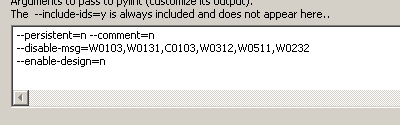 Arguments to pass to pylint (customize its output).
The --include-ids=y is always included and does not appear here..
--persistent=n --comment=n
--disable-msg=W0103,W0131,C0103,W0312,W0511,W0232
--enable-design=n